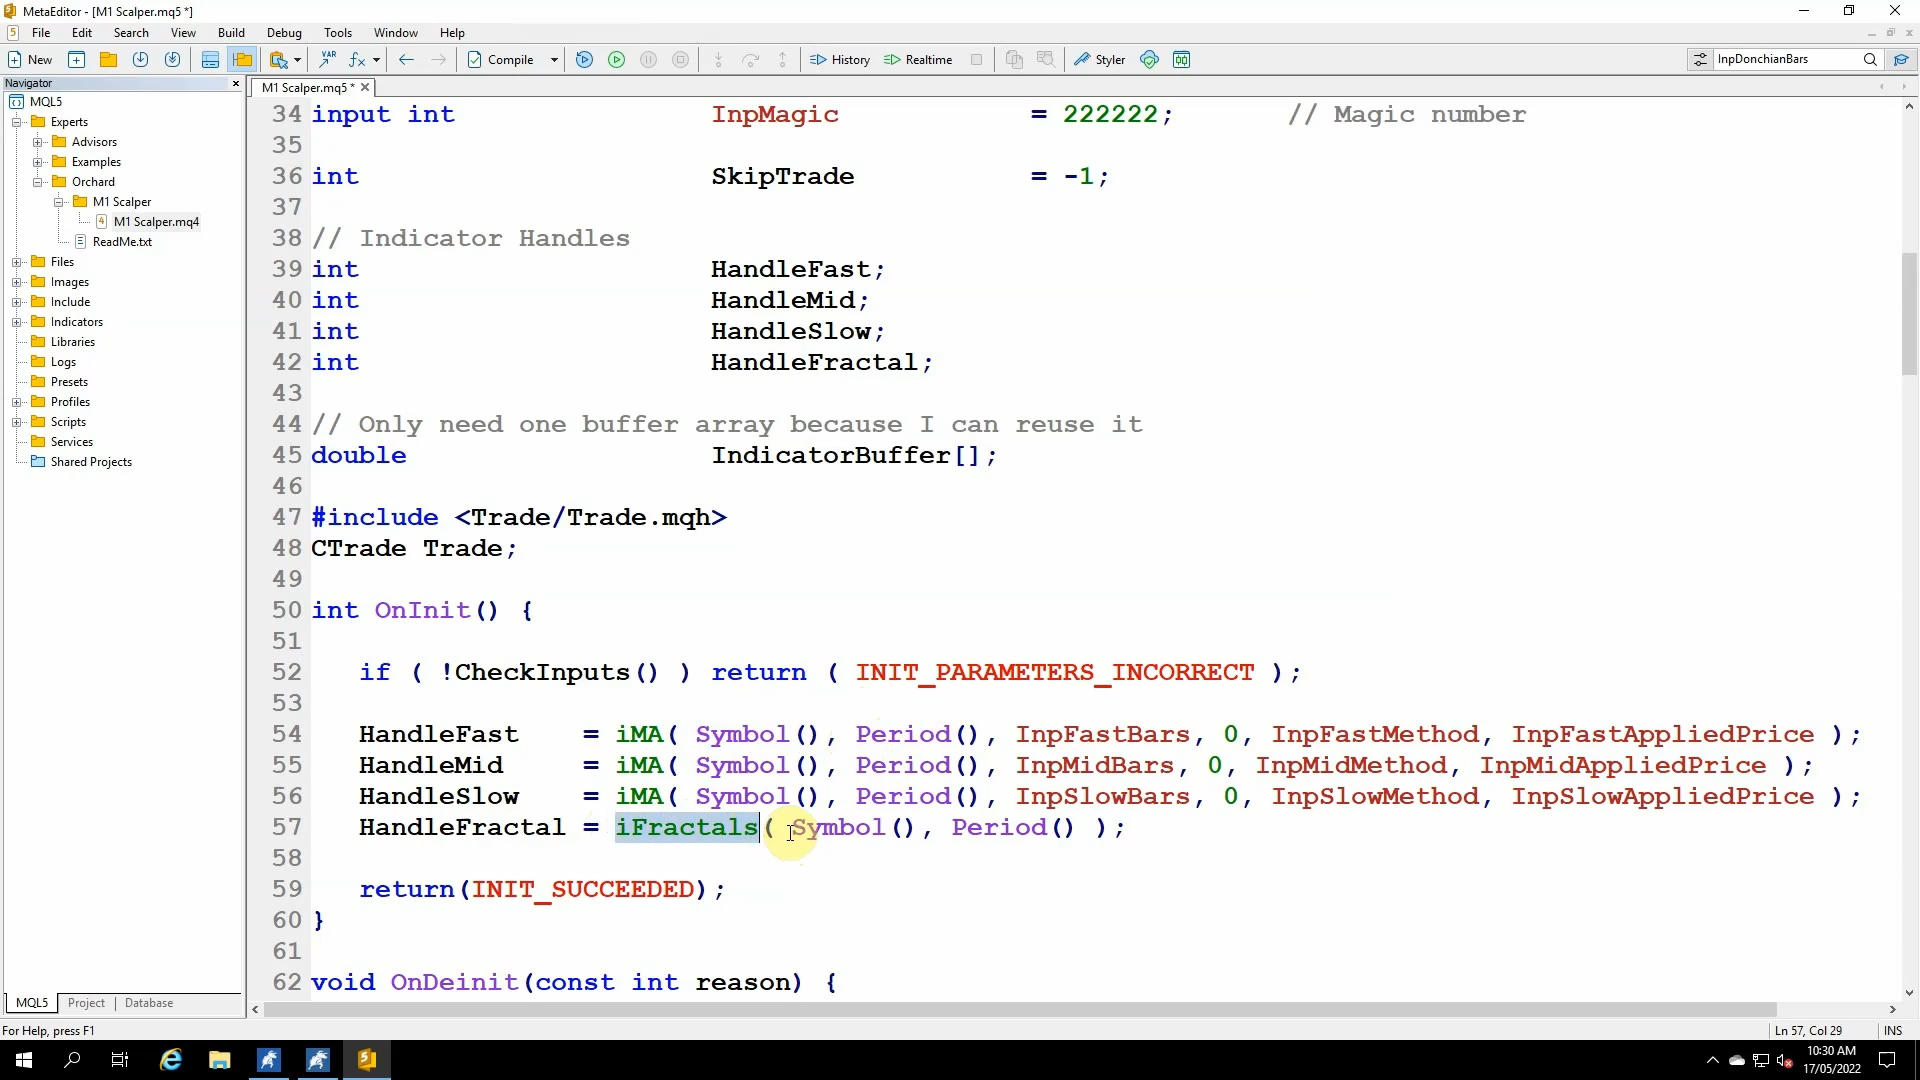 MetaEditor - [M1 Scalper.mq5 *]
File Edit Search View Build Debug Tools Window Help
New Compile History Realtime Styler InpDonchianBars
Navigator
M1 Scalper.mq5 *
MQL5
Experts
Advisors
Examples
Orchard
M1 Scalper
M1 Scalper.mq4
ReadMe.txt
Files
Images
Include
Indicators
Libraries
Logs
Presets
Profiles
Scripts
Services
Shared Projects
34 input int InpMagic = 222222; // Magic number
35
36 int SkipTrade = -1;
37
38 // Indicator Handles
39 int HandleFast;
40 int HandleMid;
41 int HandleSlow;
42 int HandleFractal;
43
44 // Only need one buffer array because I can reuse it
45 double IndicatorBuffer[];
46
47 #include <Trade/Trade.mqh>
48 CTrade Trade;
49
50 int OnInit() {
51
52 if ( !CheckInputs() ) return ( INIT_PARAMETERS_INCORRECT );
53
54 HandleFast = iMA( Symbol(), Period(), InpFastBars, 0, InpFastMethod, InpFastAppliedPrice );
55 HandleMid = iMA( Symbol(), Period(), InpMidBars, 0, InpMidMethod, InpMidAppliedPrice );
56 HandleSlow = iMA( Symbol(), Period(), InpSlowBars, 0, InpSlowMethod, InpSlowAppliedPrice );
57 HandleFractal = iFractals( Symbol(), Period() );
58
59 return(INIT_SUCCEEDED);
60 }
61
62 void OnDeinit(const int reason) {
MQL5 Project Database
For Help, press F1
Ln 57, Col 29 INS
10:30 AM
17/05/2022